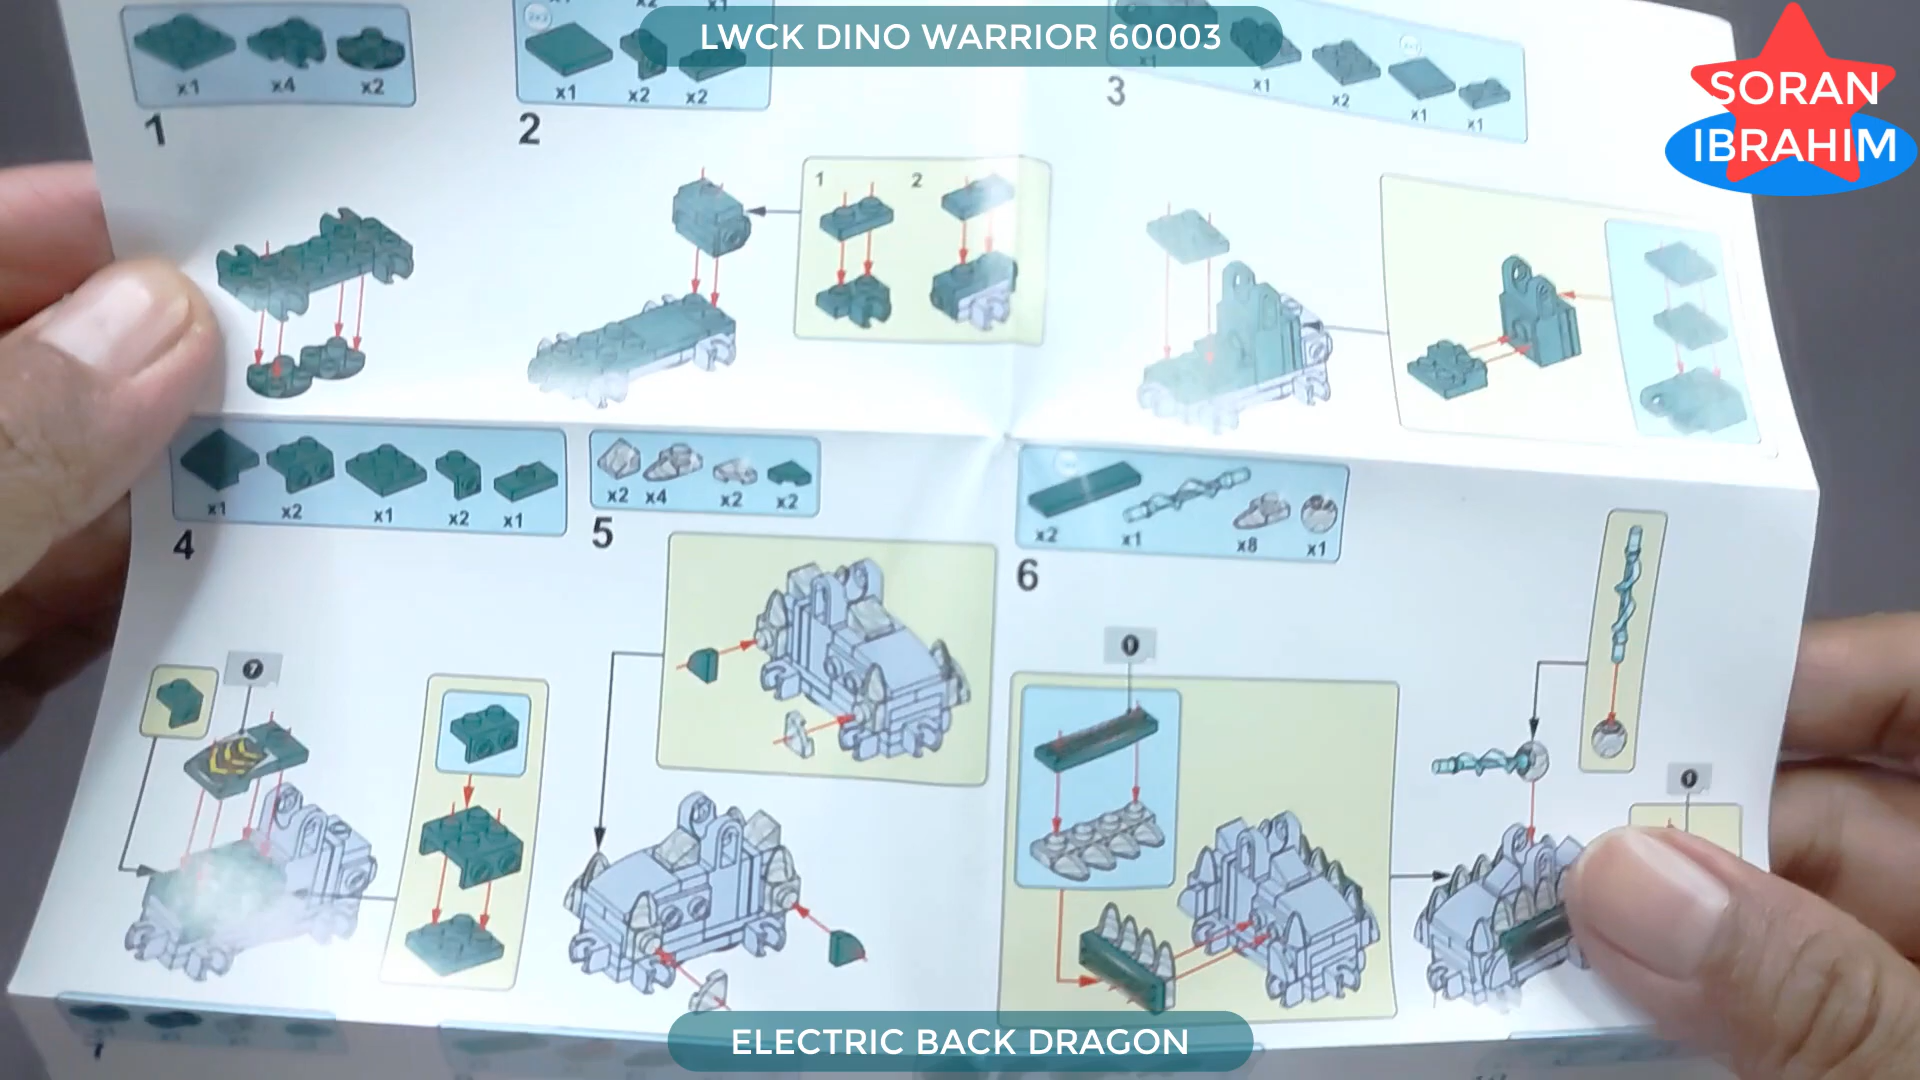 LWCK DINO WARRIOR 60003
SORAN
IBRAHIM
x1 x4 x2
1
x1 x2 x2
2
x1 x2 x1 x1
3
1 2
x1 x2 x1 x2 x1
4
x2 x4 x2 x2
5
x2 x1 x8 x1
6
7
7
ELECTRIC BACK DRAGON